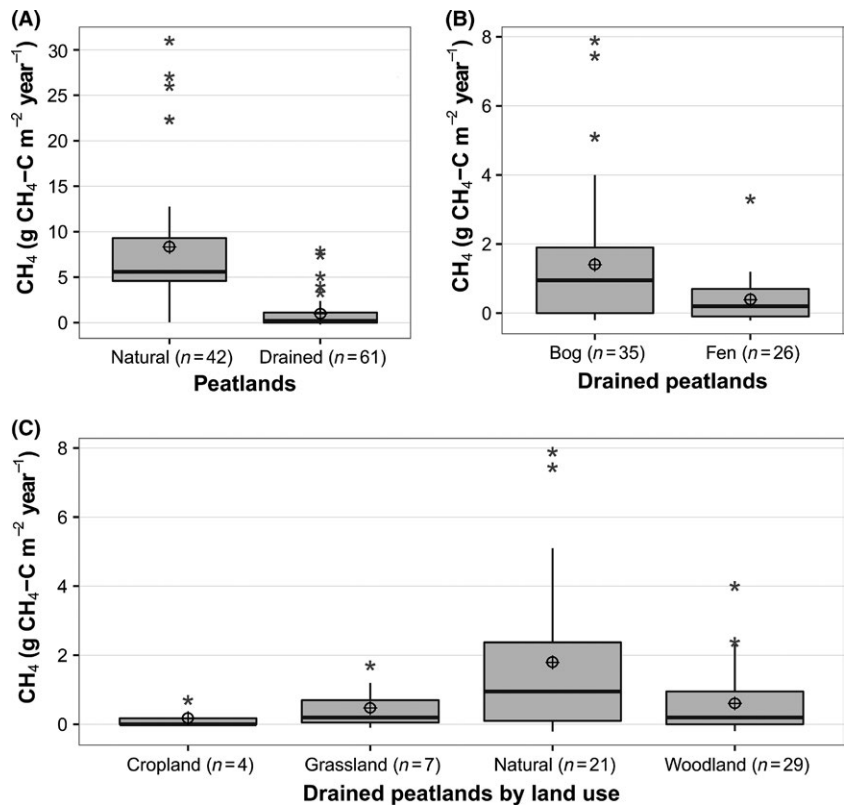 (A)
CH₄ (g CH₄–C m⁻² year⁻¹)
30
25
20
15
10
5
0
Natural (n=42) Drained (n=61)
Peatlands
(B)
CH₄ (g CH₄–C m⁻² year⁻¹)
8
6
4
2
0
Bog (n=35) Fen (n=26)
Drained peatlands
(C)
CH₄ (g CH₄–C m⁻² year⁻¹)
8
6
4
2
0
Cropland (n=4) Grassland (n=7) Natural (n=21) Woodland (n=29)
Drained peatlands by land use